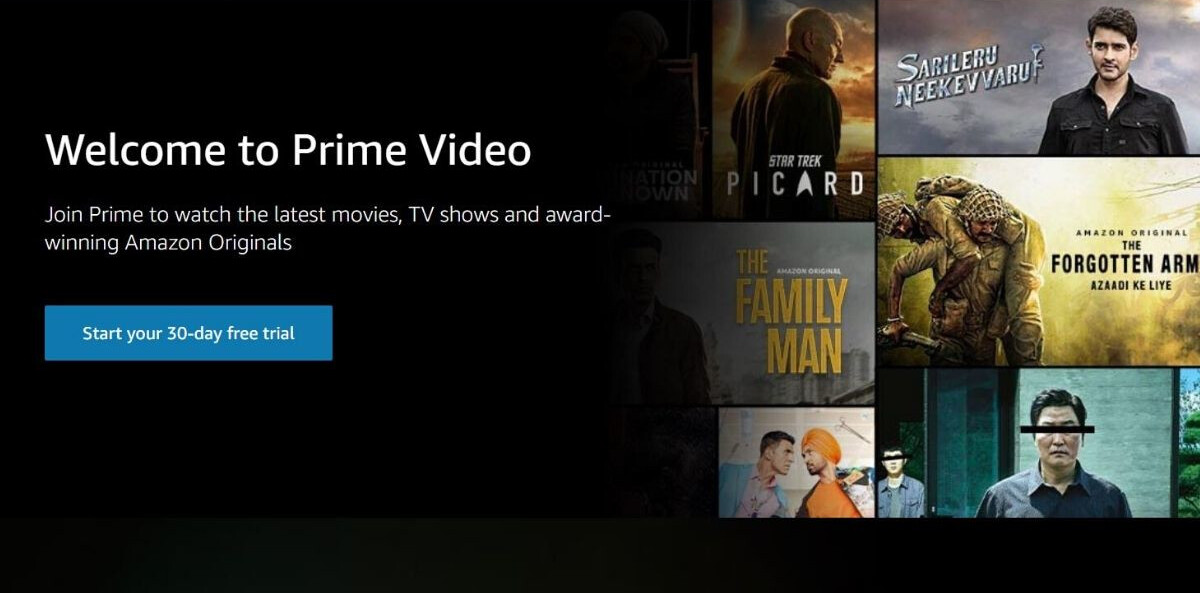 Welcome to Prime Video
Join Prime to watch the latest movies, TV shows and award-
winning Amazon Originals
Start your 30-day free trial
NATION
OWN
STAR TREK
PICARD
SARILERU
NEEKEVVARU
AMAZON ORIGINAL
THE
FORGOTTEN ARM
AZAADI KE LIYE
THE
AMAZON ORIGINAL
FAMILY
MAN